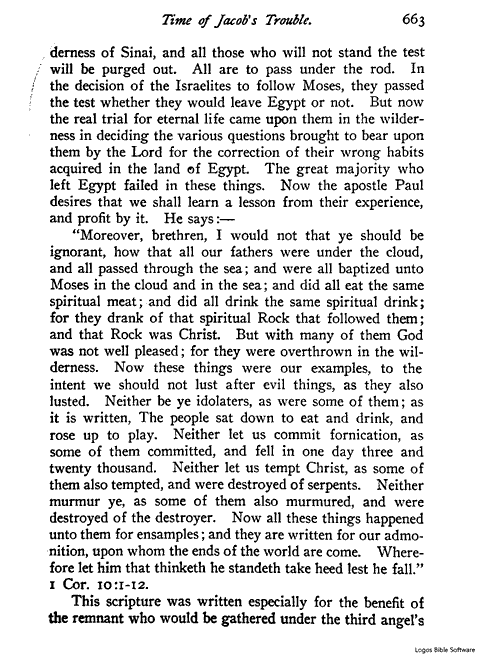 Time of Jacob's Trouble. 663
derness of Sinai, and all those who will not stand the test
will be purged out. All are to pass under the rod. In
the decision of the Israelites to follow Moses, they passed
the test whether they would leave Egypt or not. But now
the real trial for eternal life came upon them in the wilder-
ness in deciding the various questions brought to bear upon
them by the Lord for the correction of their wrong habits
acquired in the land of Egypt. The great majority who
left Egypt failed in these things. Now the apostle Paul
desires that we shall learn a lesson from their experience,
and profit by it. He says:—
"Moreover, brethren, I would not that ye should be
ignorant, how that all our fathers were under the cloud,
and all passed through the sea; and were all baptized unto
Moses in the cloud and in the sea; and did all eat the same
spiritual meat; and did all drink the same spiritual drink;
for they drank of that spiritual Rock that followed them;
and that Rock was Christ. But with many of them God
was not well pleased; for they were overthrown in the wil-
derness. Now these things were our examples, to the
intent we should not lust after evil things, as they also
lusted. Neither be ye idolaters, as were some of them; as
it is written, The people sat down to eat and drink, and
rose up to play. Neither let us commit fornication, as
some of them committed, and fell in one day three and
twenty thousand. Neither let us tempt Christ, as some of
them also tempted, and were destroyed of serpents. Neither
murmur ye, as some of them also murmured, and were
destroyed of the destroyer. Now all these things happened
unto them for ensamples; and they are written for our admo-
nition, upon whom the ends of the world are come. Where-
fore let him that thinketh he standeth take heed lest he fall."
1 Cor. 10:1-12.
This scripture was written especially for the benefit of
the remnant who would be gathered under the third angel's
Logos Bible Software